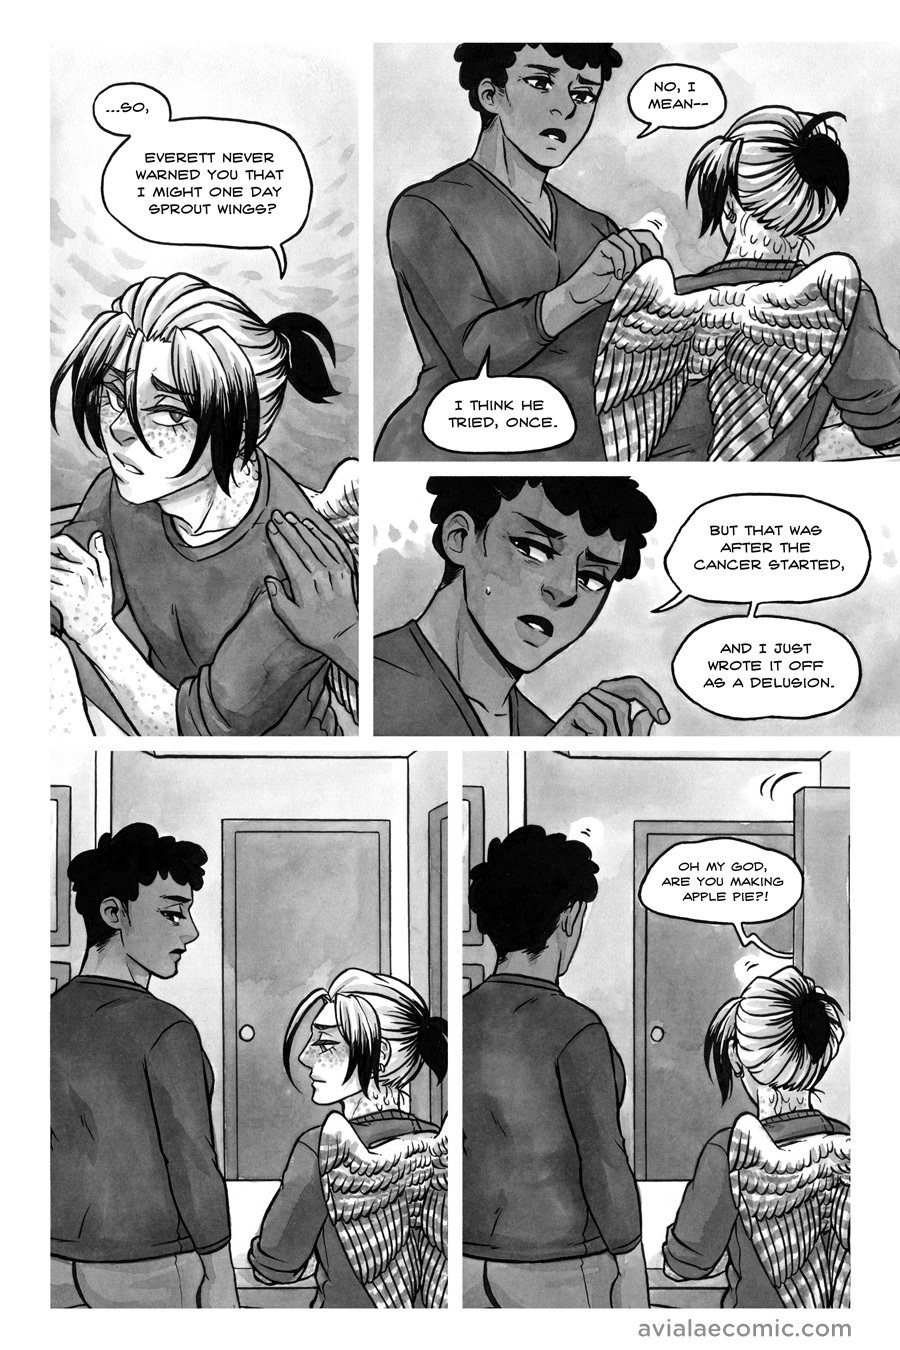 ...SO,
EVERETT NEVER
WARNED YOU THAT
I MIGHT ONE DAY
SPROUT WINGS?
NO, I
MEAN--
I THINK HE
TRIED, ONCE.
BUT THAT WAS
AFTER THE
CANCER STARTED,
AND I JUST
WROTE IT OFF
AS A DELUSION.
OH MY GOD,
ARE YOU MAKING
APPLE PIE?!
avialaecomic.com